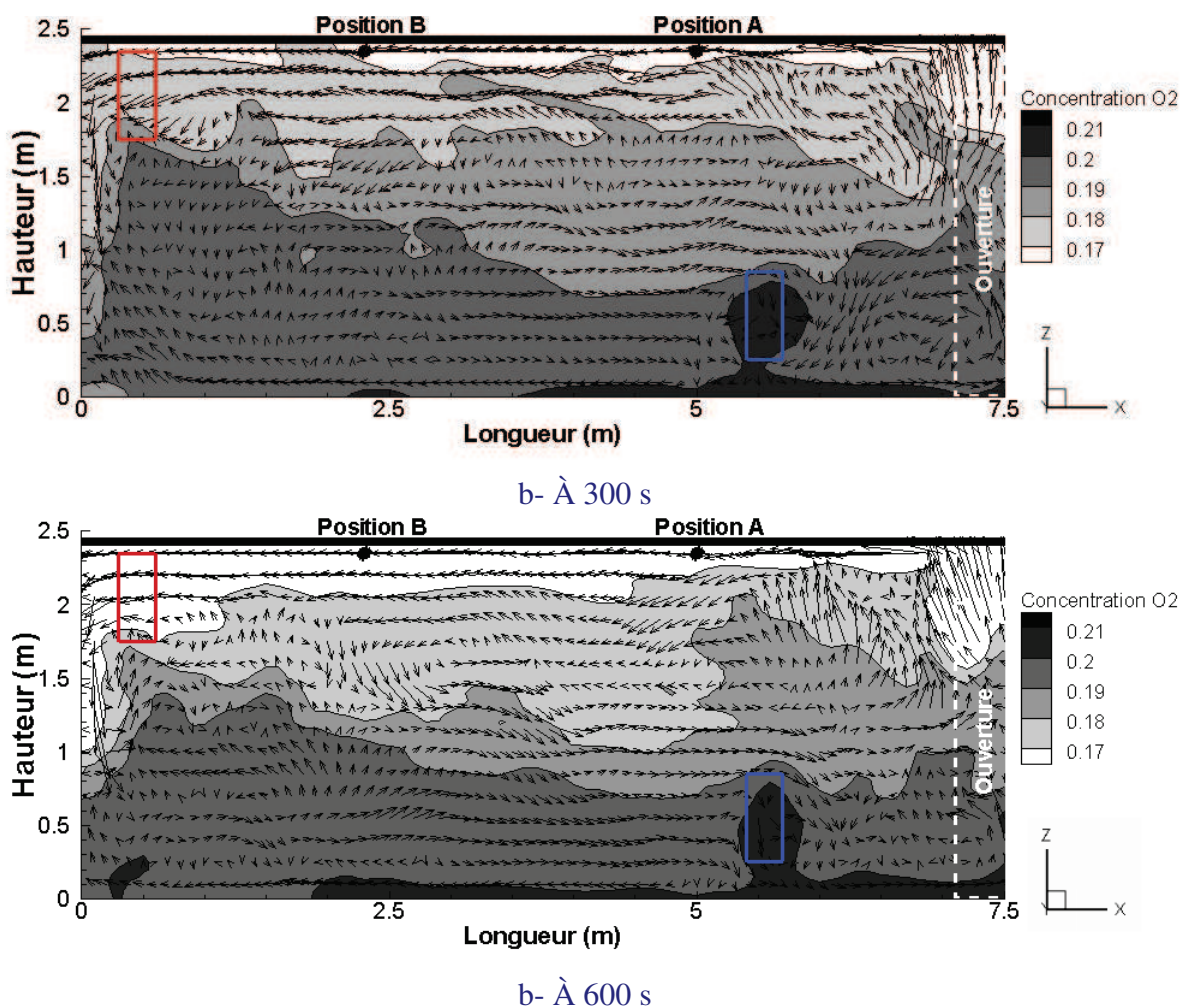 Position B Position A
2.5
2
1.5
1
0.5
0
Hauteur (m)
0 2.5 5 7.5
Longueur (m)
Ouverture
Concentration O2
0.21
0.2
0.19
0.18
0.17
Z
Y X
b- À 300 s
Position B Position A
2.5
2
1.5
1
0.5
0
Hauteur (m)
0 2.5 5 7.5
Longueur (m)
Ouverture
Concentration O2
0.21
0.2
0.19
0.18
0.17
Z
Y X
b- À 600 s